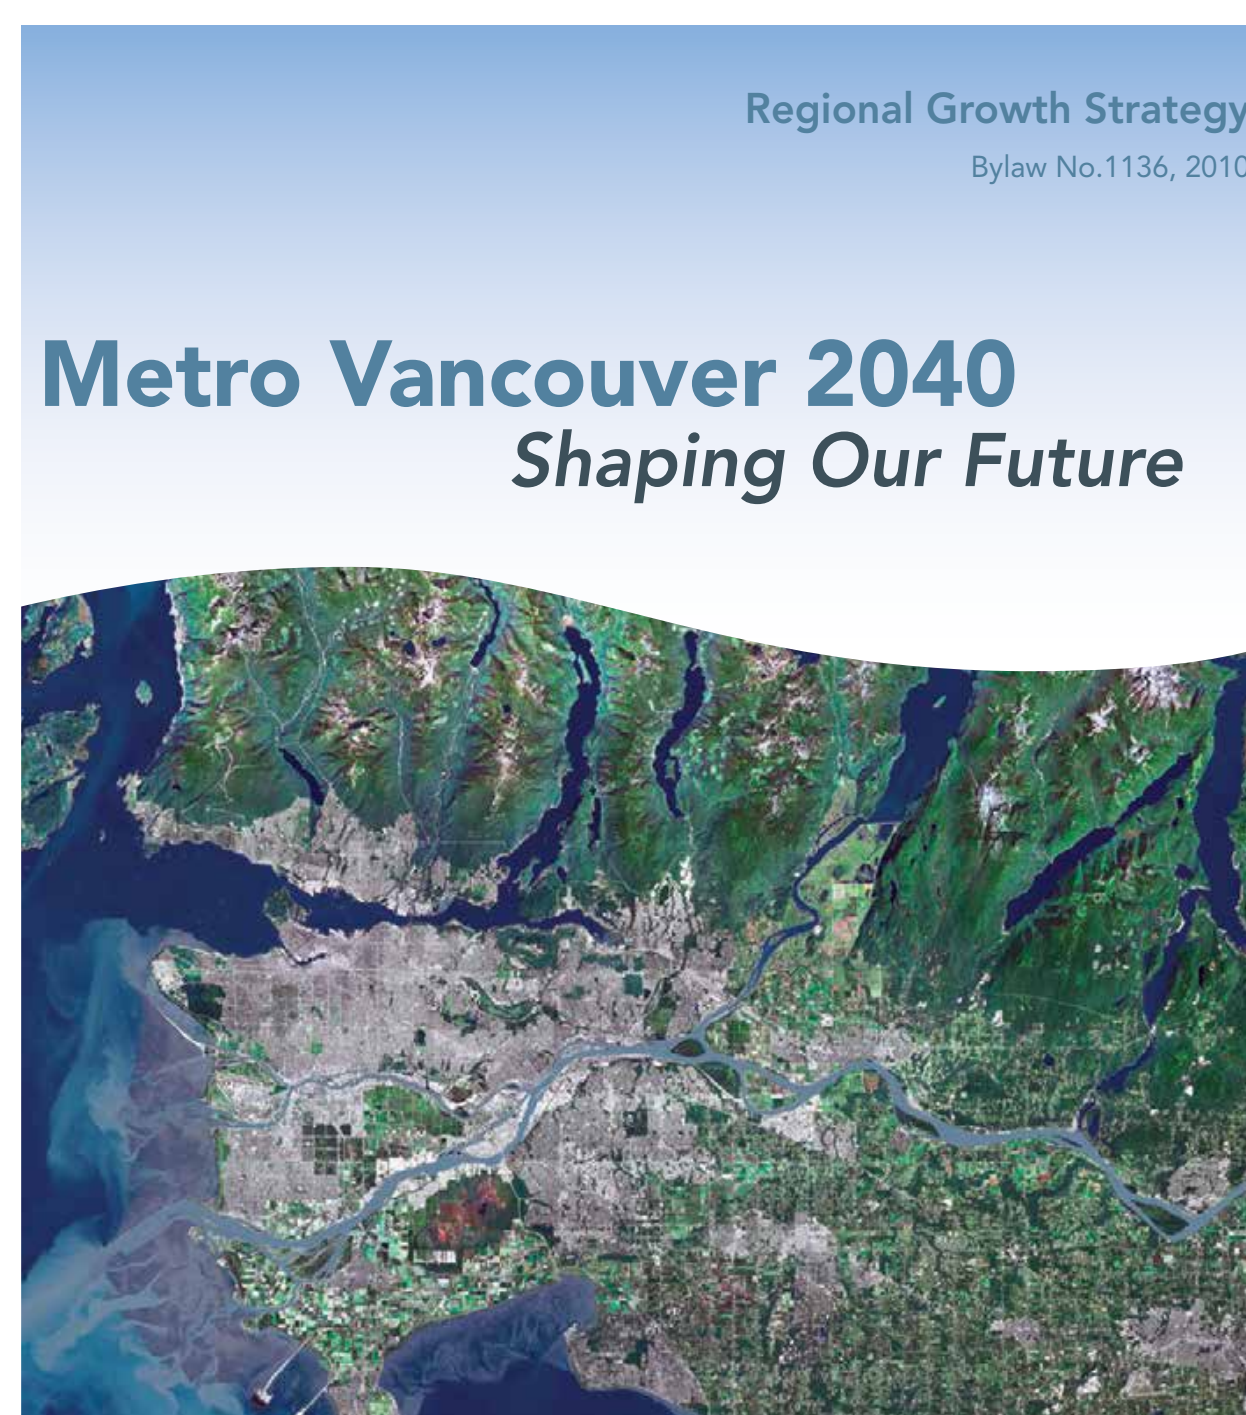 Regional Growth Strategy
Bylaw No.1136, 2010
Metro Vancouver 2040
Shaping Our Future